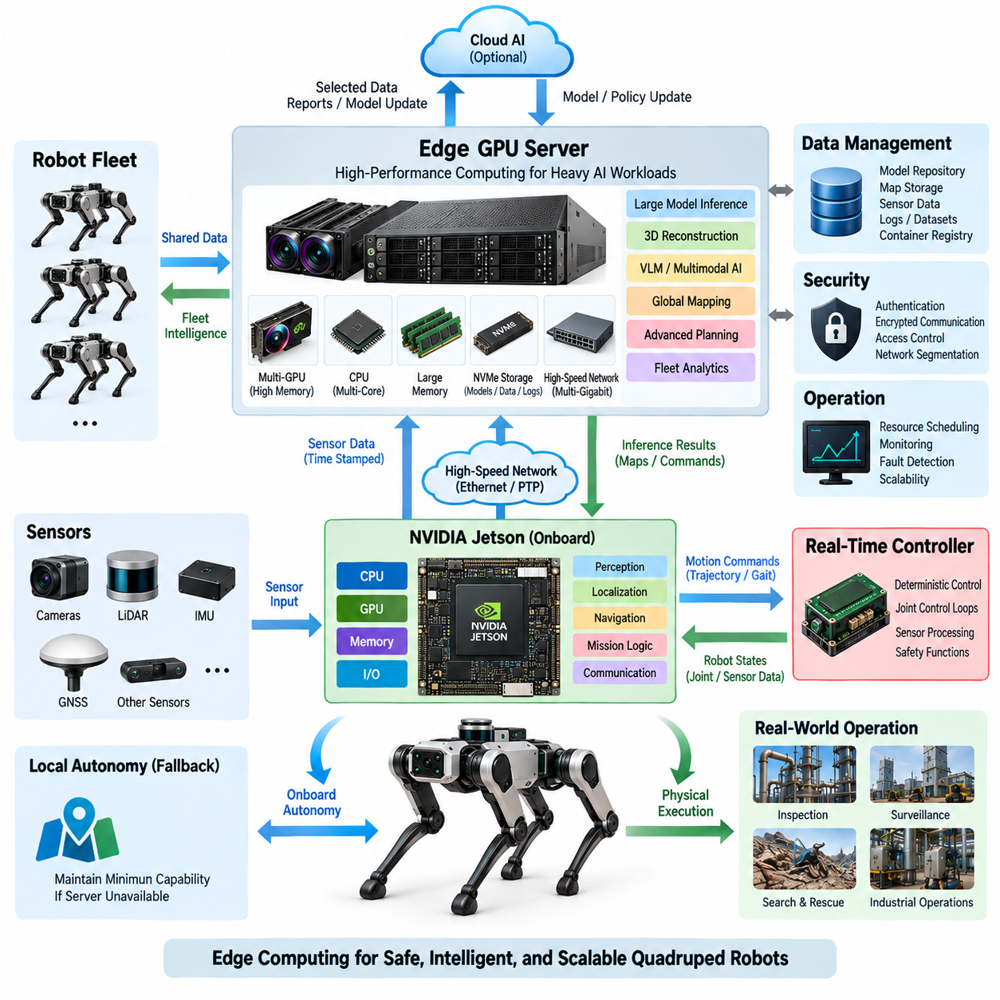 Cloud AI
(Optional)
Selected Data
Reports / Model Update
Model / Policy Update
Robot Fleet
Shared Data
Fleet
Intelligence
Edge GPU Server
High-Performance Computing for Heavy AI Workloads
Large Model Inference
3D Reconstruction
VLM / Multimodal AI
Global Mapping
Advanced Planning
Fleet Analytics
NVMe
Multi-GPU
(High Memory)
CPU
(Multi-Core)
Large
Memory
NVMe Storage
(Models / Data / Logs)
High-Speed Network
(Multi-Gigabit)
Data Management
Model Repository
Map Storage
Sensor Data
Logs / Datasets
Container Registry
Security
Authentication
Encrypted Communication
Access Control
Network Segmentation
Operation
Resource Scheduling
Monitoring
Fault Detection
Scalability
Sensor Data
(Time Stamped)
High-Speed Network
(Ethernet / PTP)
Inference Results
(Maps / Commands)
Sensors
Cameras
LiDAR
IMU
GNSS
Other Sensors
Sensor
Input
NVIDIA Jetson (Onboard)
CPU
GPU
Memory
I/O
NVIDIA
JETSON
Perception
Localization
Navigation
Mission Logic
Communication
Motion Commands
(Trajectory / Gait)
Robot States
(Joint / Sensor Data)
Real-Time Controller
Deterministic Control
Joint Control Loops
Sensor Processing
Safety Functions
Local Autonomy (Fallback)
Maintain Minimun Capability
If Server Unavailable
Onboard
Autonomy
Physical
Execution
Real-World Operation
Inspection
Surveillance
Search & Rescue
Industrial Operations
Edge Computing for Safe, Intelligent, and Scalable Quadruped Robots